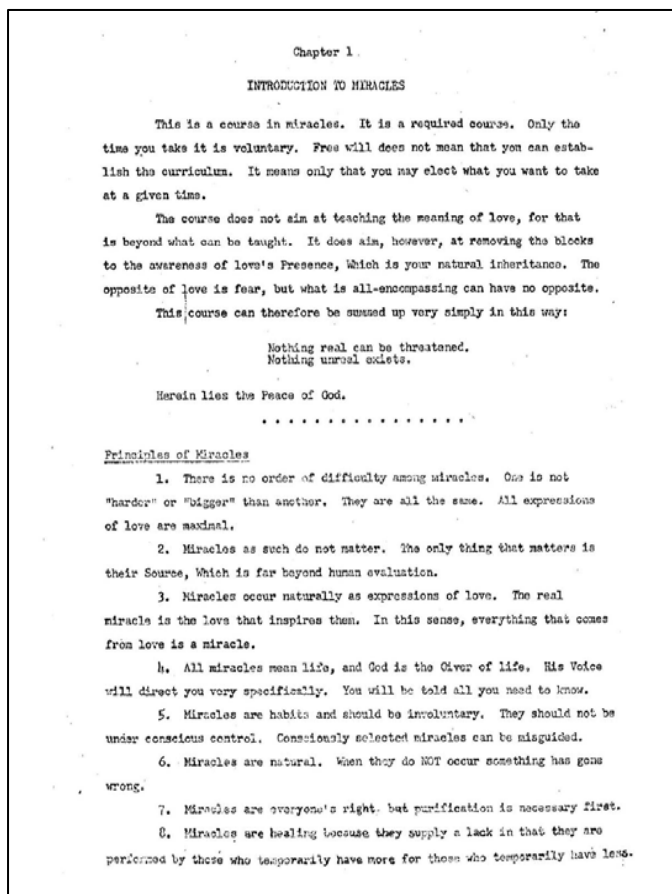 Chapter 1
INTRODUCTION TO MIRACLES
This is a course in miracles. It is a required course. Only the
time you take it is voluntary. Free will does not mean that you can estab-
lish the curriculum. It means only that you may elect what you want to take
at a given time.
The course does not aim at teaching the meaning of love, for that
is beyond what can be taught. It does aim, however, at removing the blocks
to the awareness of love's Presence, Which is your natural inheritance. The
opposite of love is fear, but what is all-encompassing can have no opposite.
This course can therefore be summed up very simply in this way:
Nothing real can be threatened.
Nothing unreal exists.
Herein lies the Peace of God.
. . . . . . . . . . . . . . . .
Principles of Miracles
1. There is no order of difficulty among miracles. One is not
"harder" or "bigger" than another. They are all the same. All expressions
of love are maximal.
2. Miracles as such do not matter. The only thing that matters is
their Source, Which is far beyond human evaluation.
3. Miracles occur naturally as expressions of love. The real
miracle is the love that inspires them. In this sense, everything that comes
from love is a miracle.
4. All miracles mean life, and God is the Giver of life. His Voice
will direct you very specifically. You will be told all you need to know.
5. Miracles are habits and should be involuntary. They should not be
under conscious control. Consciously selected miracles can be misguided.
6. Miracles are natural. When they do NOT occur something has gone
wrong.
7. Miracles are everyone's right, but purification is necessary first.
8. Miracles are healing because they supply a lack in that they are
performed by those who temporarily have more for those who temporarily have less.